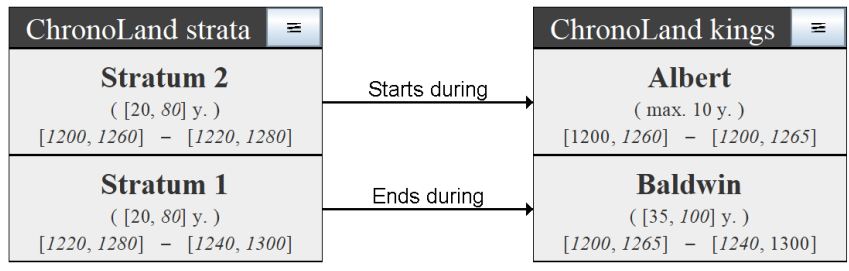 ChronoLand strata
Stratum 2
( [20, 80] y. )
[1200, 1260] – [1220, 1280]
Stratum 1
( [20, 80] y. )
[1220, 1280] – [1240, 1300]
Starts during
Ends during
ChronoLand kings
Albert
( max. 10 y. )
[1200, 1260] – [1200, 1265]
Baldwin
( [35, 100] y. )
[1200, 1265] – [1240, 1300]